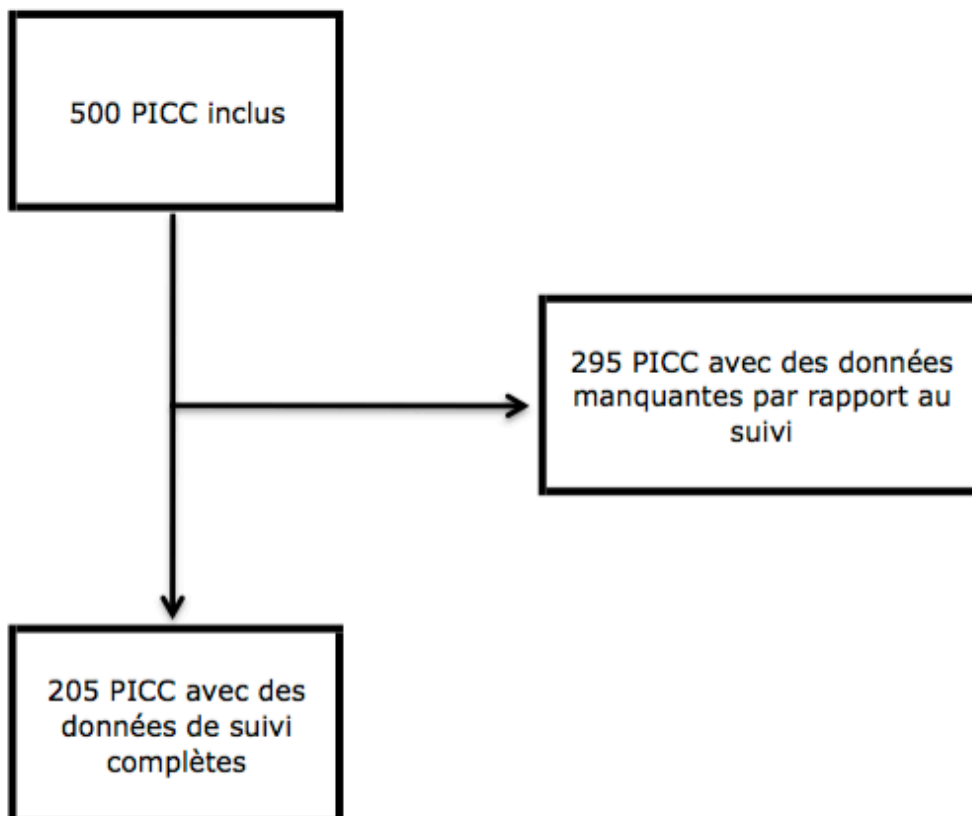 500 PICC inclus
295 PICC avec des données
manquantes par rapport au
suivi
205 PICC avec des
données de suivi
complètes